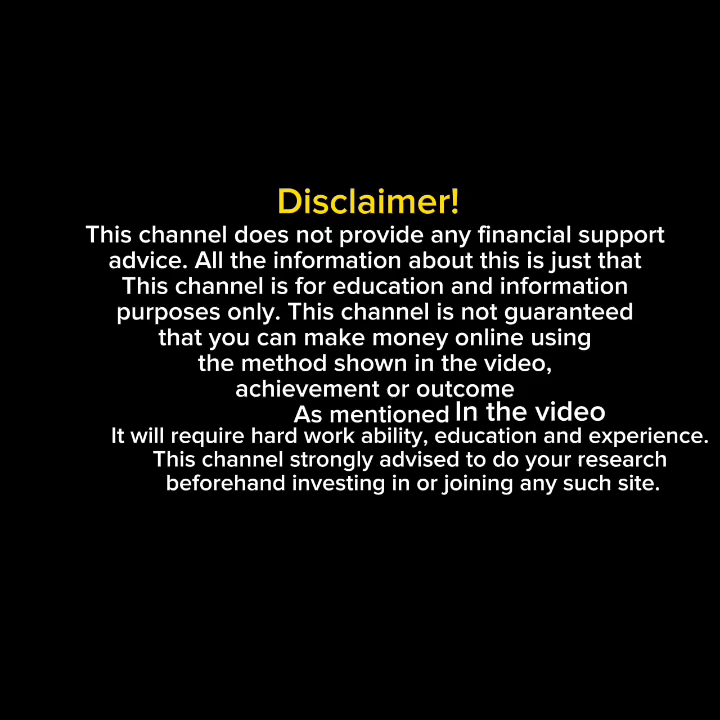 Disclaimer!
This channel does not provide any financial support
advice. All the information about this is just that
This channel is for education and information
purposes only. This channel is not guaranteed
that you can make money online using
the method shown in the video,
achievement or outcome
As mentioned In the video
It will require hard work ability, education and experience.
This channel strongly advised to do your research
beforehand investing in or joining any such site.